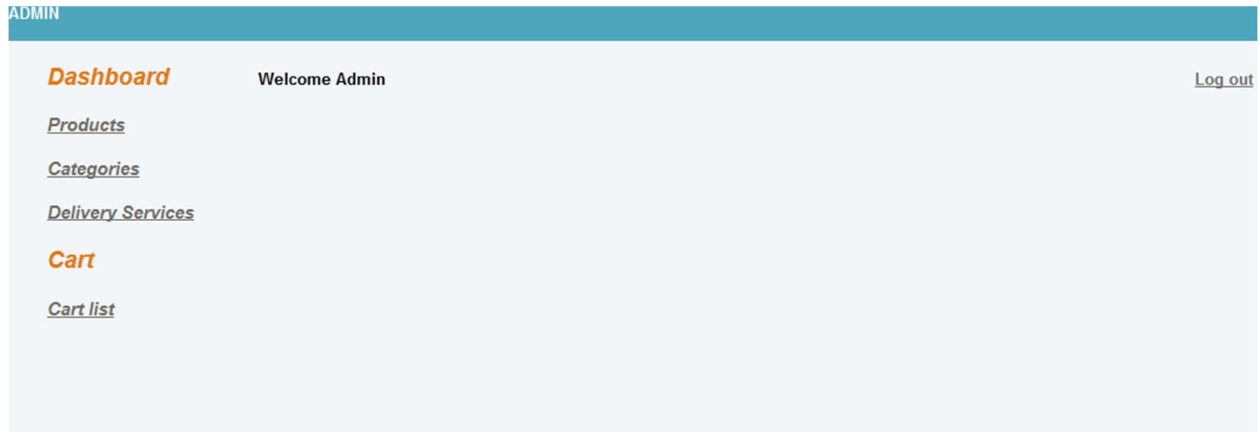 ADMIN
Dashboard
Welcome Admin
Log out
Products
Categories
Delivery Services
Cart
Cart list